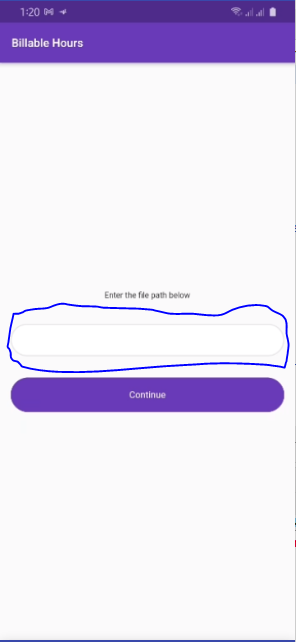 1:20
Billable Hours
Enter the file path below
Continue